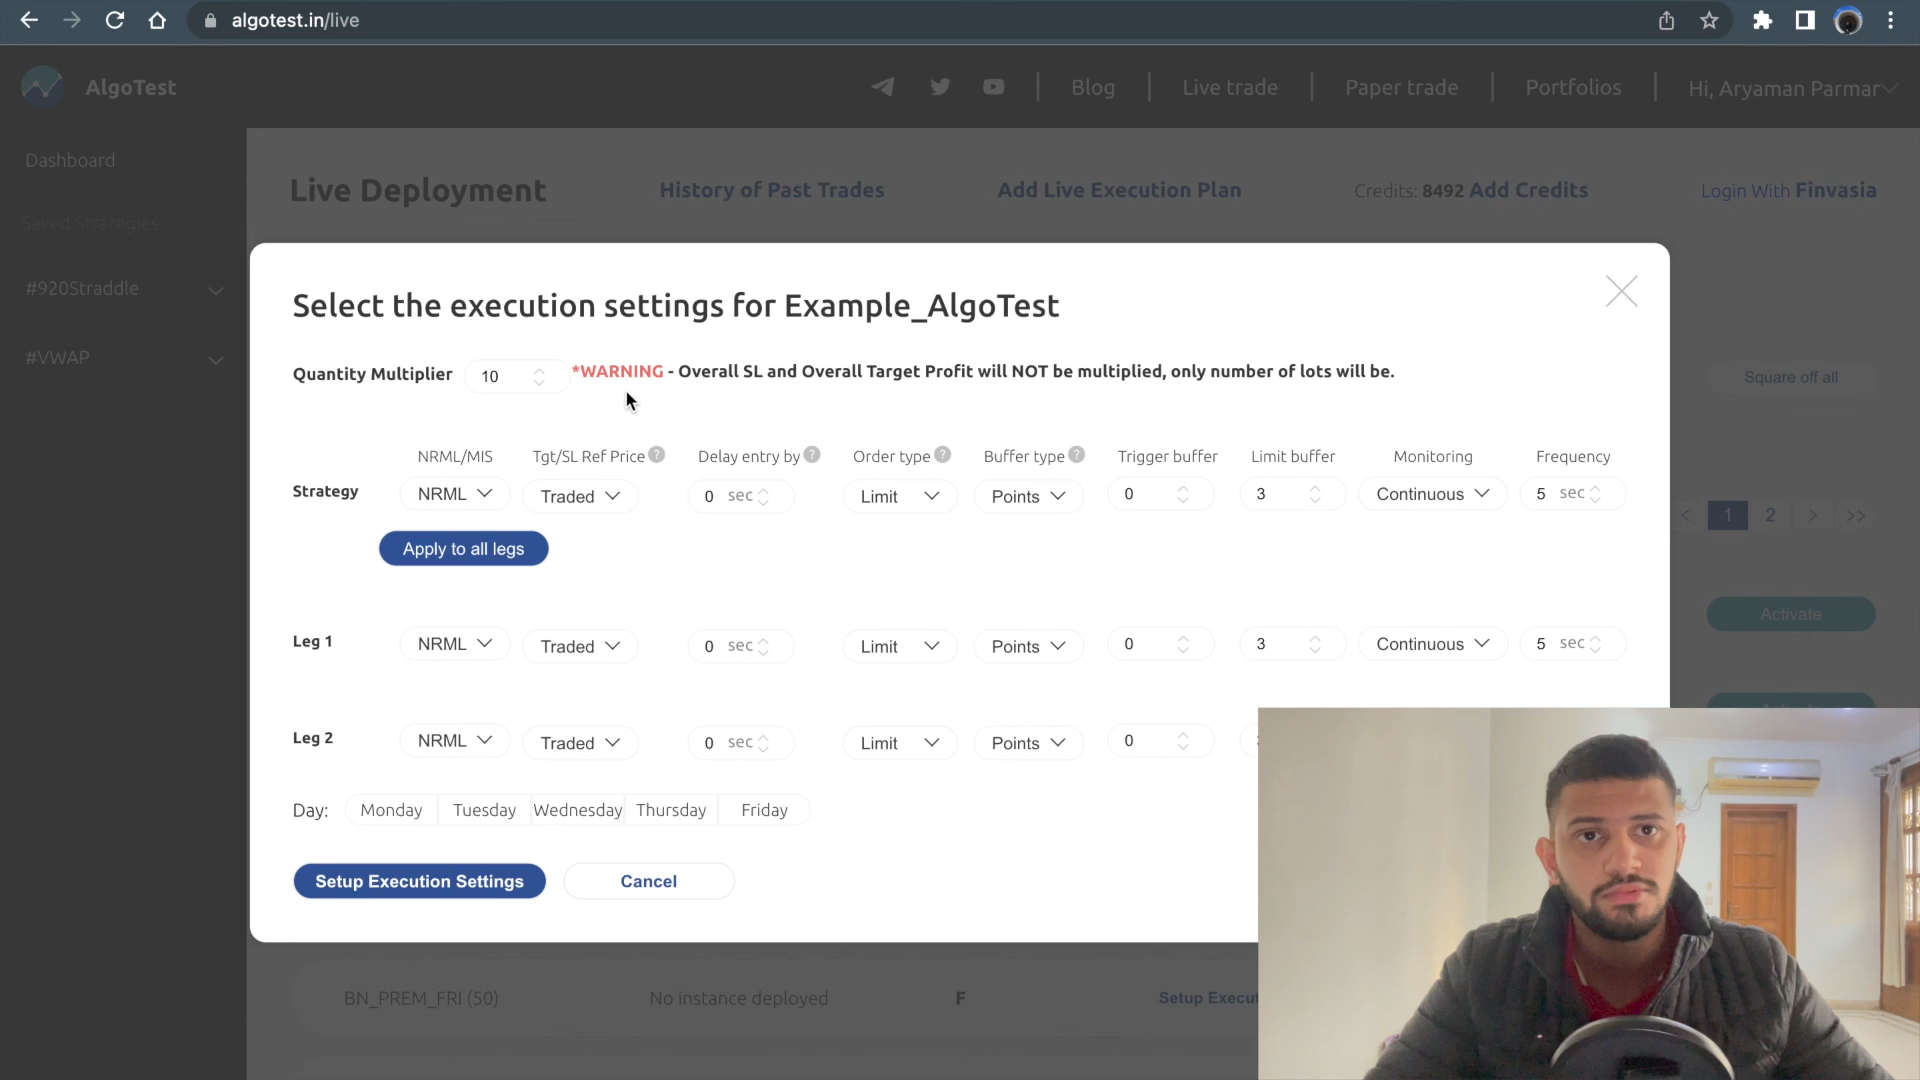 algotest.in/live
AlgoTest
Blog
Live trade
Paper trade
Portfolios
Hi, Aryaman Parmar
Dashboard
Saved Strategies
#920Straddle
#VWAP
Live Deployment
History of Past Trades
Add Live Execution Plan
Credits: 8492 Add Credits
Login With Finvasia
Select the execution settings for Example_AlgoTest
Quantity Multiplier 10 *WARNING - Overall SL and Overall Target Profit will NOT be multiplied, only number of lots will be.
Square off all
NRML/MIS Tgt/SL Ref Price ? Delay entry by ? Order type ? Buffer type ? Trigger buffer Limit buffer Monitoring Frequency
Strategy NRML Traded 0 sec Limit Points 0 3 Continuous 5 sec
< 1 2 > >>
Apply to all legs
Activate
Leg 1 NRML Traded 0 sec Limit Points 0 3 Continuous 5 sec
Leg 2 NRML Traded 0 sec Limit Points 0
Day: Monday Tuesday Wednesday Thursday Friday
Setup Execution Settings Cancel
BN_PREM_FRI (50) No instance deployed F Setup Execu